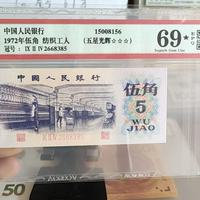 中国人民银行
15008156
1972年伍角 纺织工人
(五星光辉☆☆☆)
冠号: IX II IV 2668385
69★
Superb Gem Unc
中国人民银行
伍角
5
WU
JIAO
50